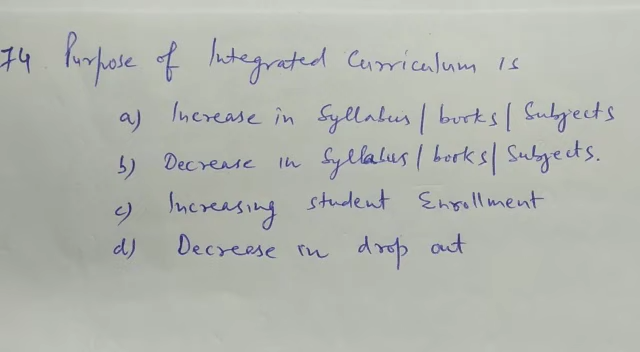 74 Purpose of Integrated Curriculum is
a) Increase in Syllabus / books / Subjects
b) Decrease in Syllabus / books / Subjects.
c) Increasing student Enrollment
d) Decrease in drop out